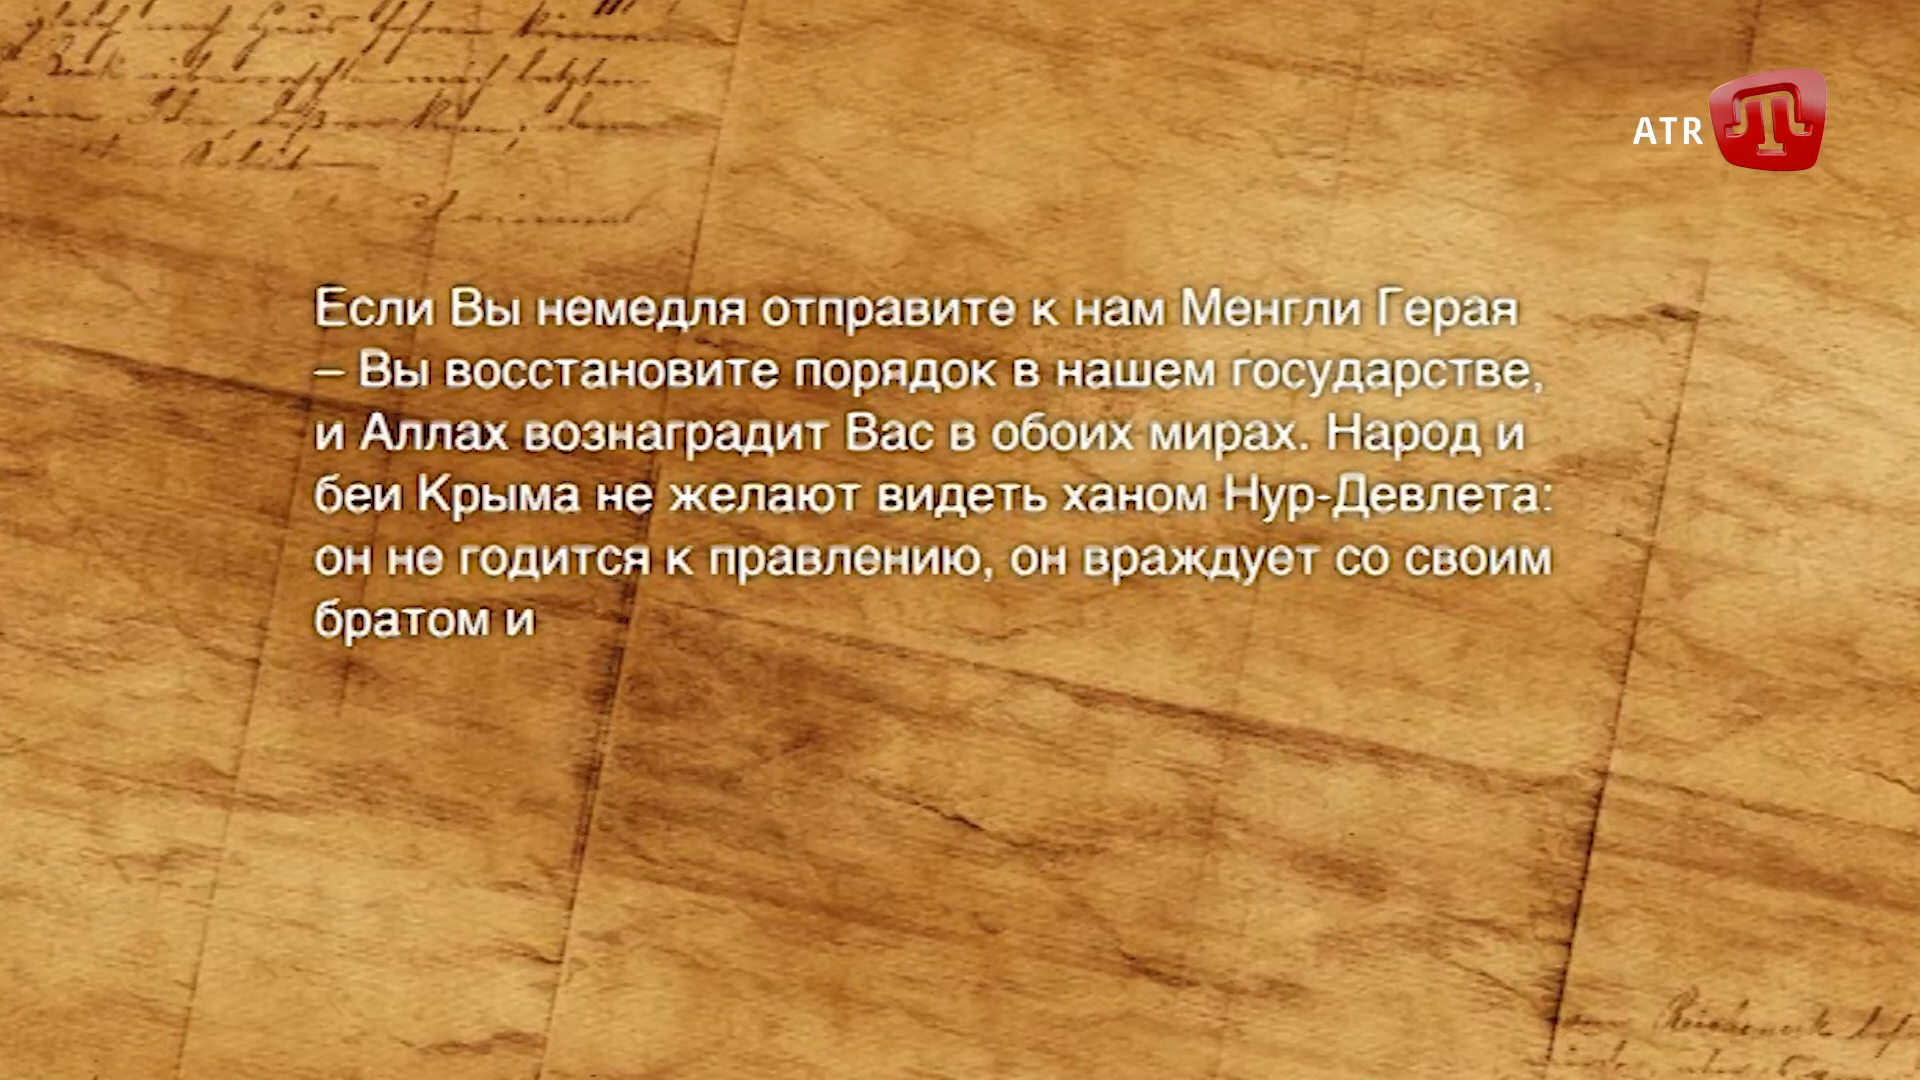 ATR
Если Вы немедля отправите к нам Менгли Герая
– Вы восстановите порядок в нашем государстве,
и Аллах вознаградит Вас в обоих мирах. Народ и
беи Крыма не желают видеть ханом Нур-Девлета:
он не годится к правлению, он враждует со своим
братом и